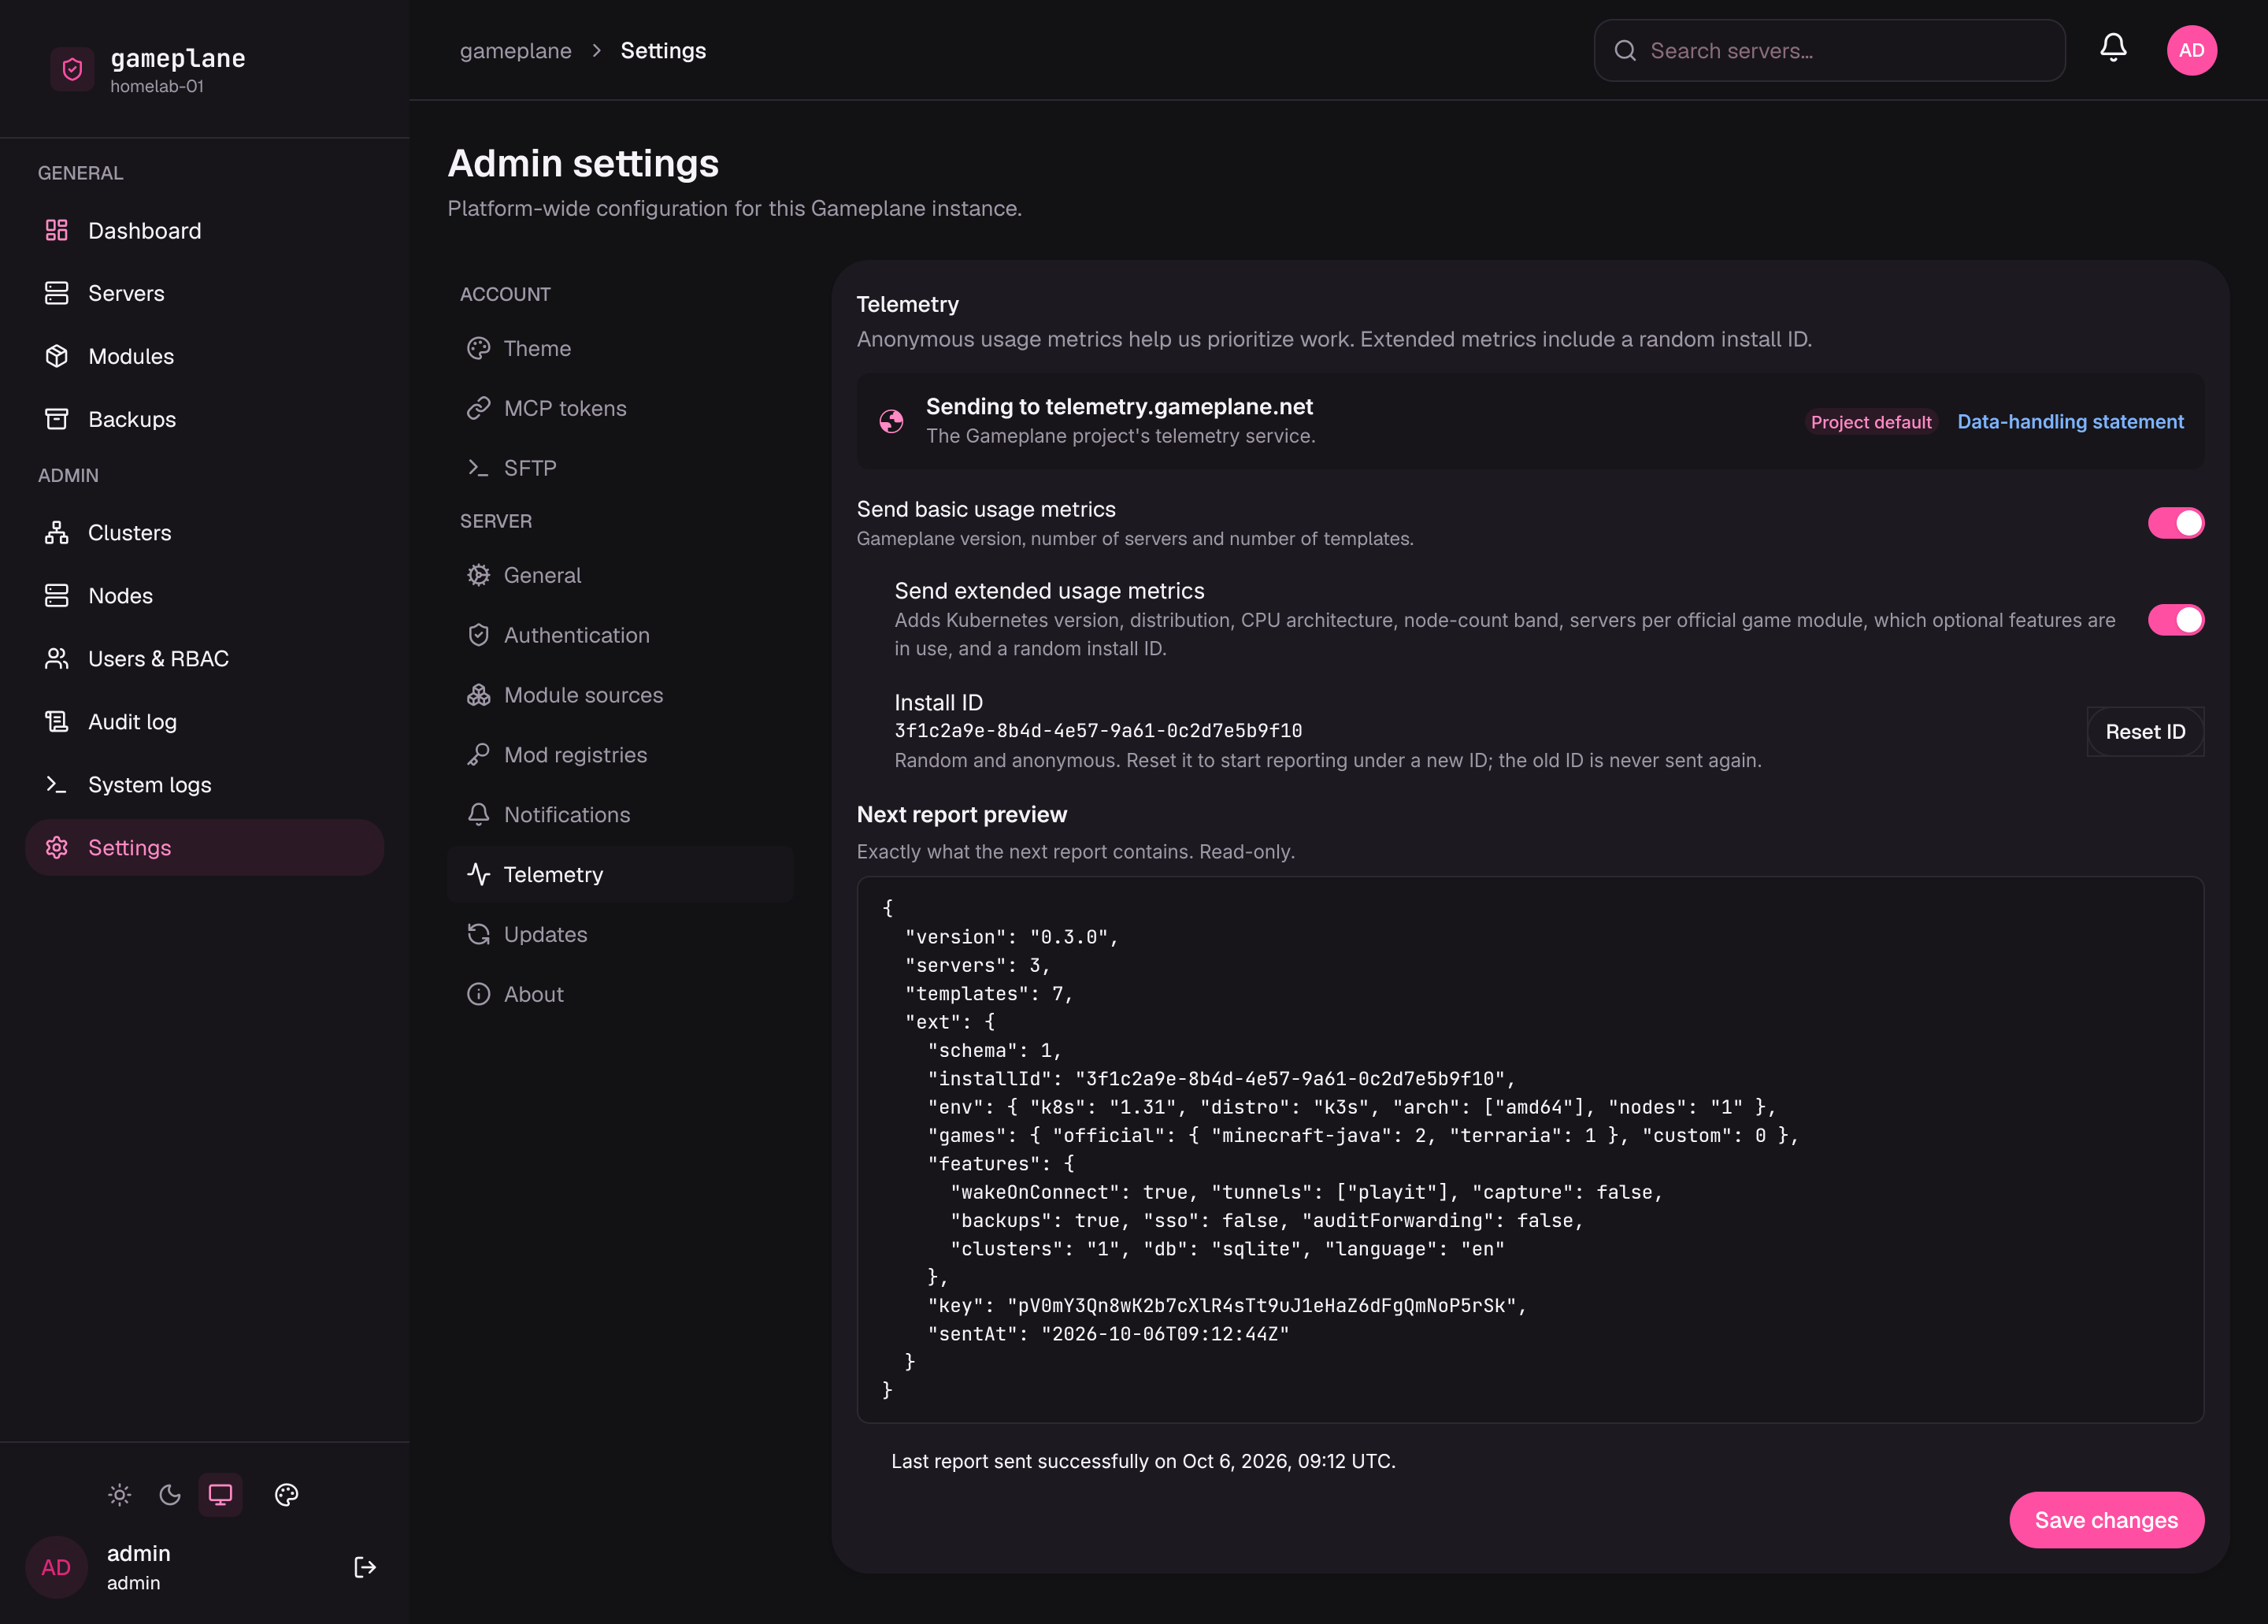 gameplane
homelab-01
GENERAL
Dashboard
Servers
Modules
Backups
ADMIN
Clusters
Nodes
Users & RBAC
Audit log
System logs
Settings
AD
admin
admin
gameplane > Settings
Search servers...
AD
Admin settings
Platform-wide configuration for this Gameplane instance.
ACCOUNT
Theme
MCP tokens
SFTP
SERVER
General
Authentication
Module sources
Mod registries
Notifications
Telemetry
Updates
About
Telemetry
Anonymous usage metrics help us prioritize work. Extended metrics include a random install ID.
Sending to telemetry.gameplane.net
The Gameplane project's telemetry service.
Project default
Data-handling statement
Send basic usage metrics
Gameplane version, number of servers and number of templates.
Send extended usage metrics
Adds Kubernetes version, distribution, CPU architecture, node-count band, servers per official game module, which optional features are
in use, and a random install ID.
Install ID
3f1c2a9e-8b4d-4e57-9a61-0c2d7e5b9f10
Random and anonymous. Reset it to start reporting under a new ID; the old ID is never sent again.
Reset ID
Next report preview
Exactly what the next report contains. Read-only.
{
  "version": "0.3.0",
  "servers": 3,
  "templates": 7,
  "ext": {
    "schema": 1,
    "installId": "3f1c2a9e-8b4d-4e57-9a61-0c2d7e5b9f10",
    "env": { "k8s": "1.31", "distro": "k3s", "arch": ["amd64"], "nodes": "1" },
    "games": { "official": { "minecraft-java": 2, "terraria": 1 }, "custom": 0 },
    "features": {
      "wakeOnConnect": true, "tunnels": ["playit"], "capture": false,
      "backups": true, "sso": false, "auditForwarding": false,
      "clusters": "1", "db": "sqlite", "language": "en"
    },
    "key": "pV0mY3Qn8wK2b7cXlR4sTt9uJ1eHaZ6dFgQmNoP5rSk",
    "sentAt": "2026-10-06T09:12:44Z"
  }
}
Last report sent successfully on Oct 6, 2026, 09:12 UTC.
Save changes